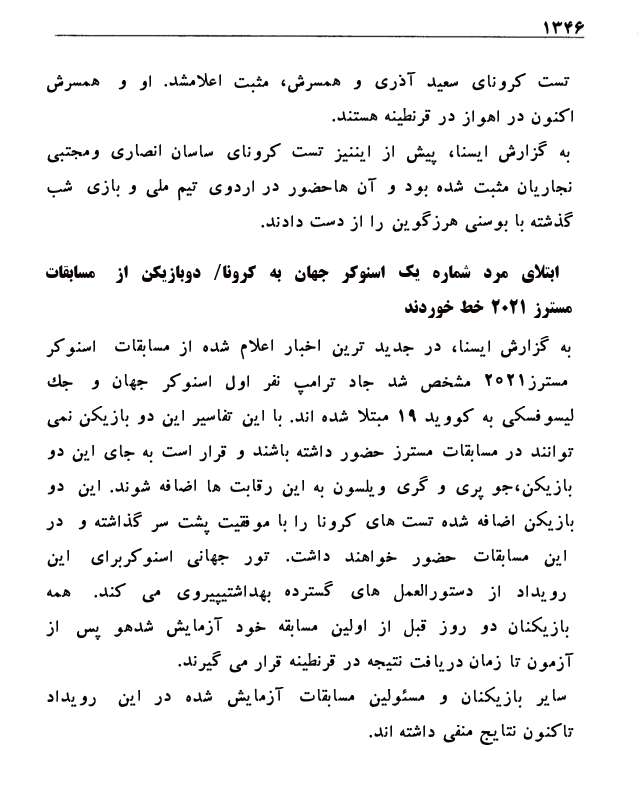 ۱۳۴۶
تست کرونای سعید آذری و همسرش، مثبت اعلامشد. او و همسرش
اکنون در اهواز در قرنطینه هستند.
به گزارش ایسنا، پیش از ایننیز تست کرونای ساسان انصاری ومجتبی
نجاریان مثبت شده بود و آن هاحضور در اردوی تیم ملی و بازی شب
گذشته با بوسنی هرزگوین را از دست دادند.
ابتلای مرد شماره یک اسنوکر جهان به کرونا/ دوبازیکن از مسابقات
مسترز ۲۰۲۱ خط خوردند
به گزارش ایسنا، در جدید ترین اخبار اعلام شده از مسابقات اسنوکر
مسترز۲۰۲۱ مشخص شد جاد ترامپ نفر اول اسنوکر جهان و جك
لیسوفسکی به کووید ۱۹ مبتلا شده اند. با این تفاسیر این دو بازیکن نمی
توانند در مسابقات مسترز حضور داشته باشند و قرار است به جای این دو
بازیکن،جو پری و گری ویلسون به این رقابت ها اضافه شوند. این دو
بازیکن اضافه شده تست های کرونا را با موفقیت پشت سر گذاشته و در
این مسابقات حضور خواهند داشت. تور جهانی اسنوکربرای این
رویداد از دستورالعمل های گسترده بهداشتیپیروی می کند. همه
بازیکنان دو روز قبل از اولین مسابقه خود آزمایش شدهو پس از
آزمون تا زمان دریافت نتیجه در قرنطینه قرار می گیرند.
سایر بازیکنان و مسئولین مسابقات آزمایش شده در این رویداد
تاکنون نتایج منفی داشته اند.